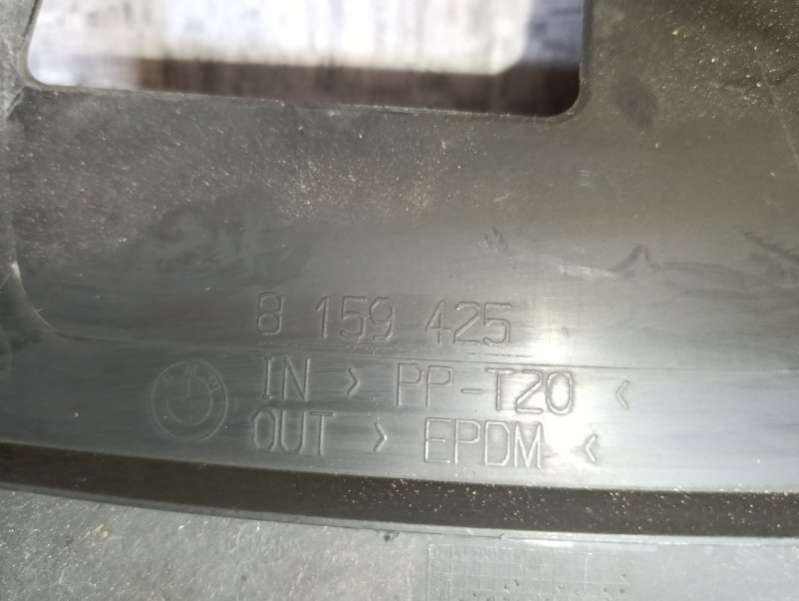 8 159 425
IN > PP-T20 <
OUT > EPDM <